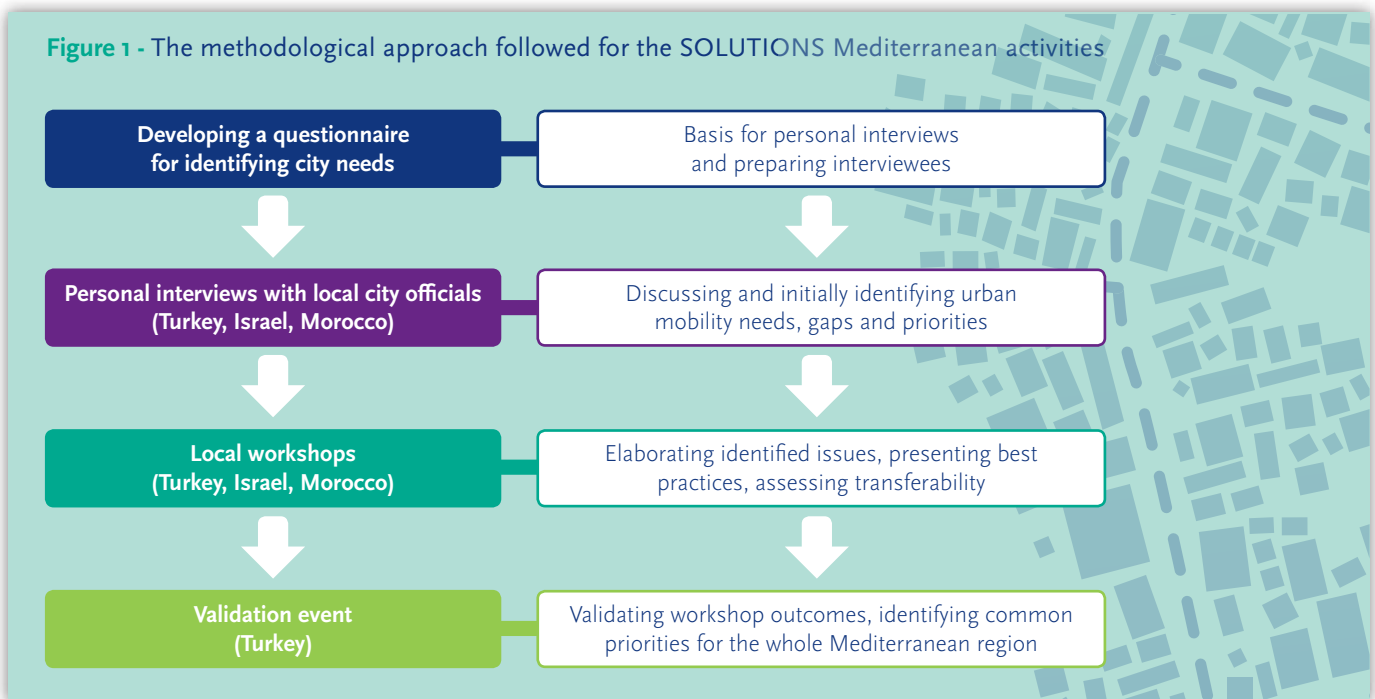 Figure 1 - The methodological approach followed for the SOLUTIONS Mediterranean activities
Developing a questionnaire
for identifying city needs
Basis for personal interviews
and preparing interviewees
Personal interviews with local city officials
(Turkey, Israel, Morocco)
Discussing and initially identifying urban
mobility needs, gaps and priorities
Local workshops
(Turkey, Israel, Morocco)
Elaborating identified issues, presenting best
practices, assessing transferability
Validation event
(Turkey)
Validating workshop outcomes, identifying common
priorities for the whole Mediterranean region